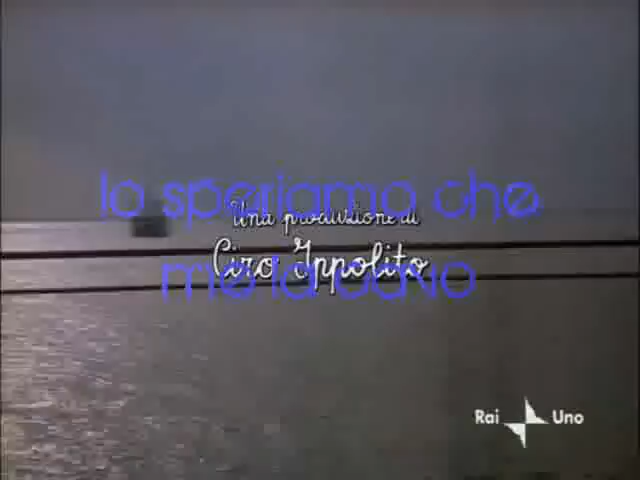 Io speriamo che
Una produzione di
Ciro Ippolito
me la cavo
Rai Uno